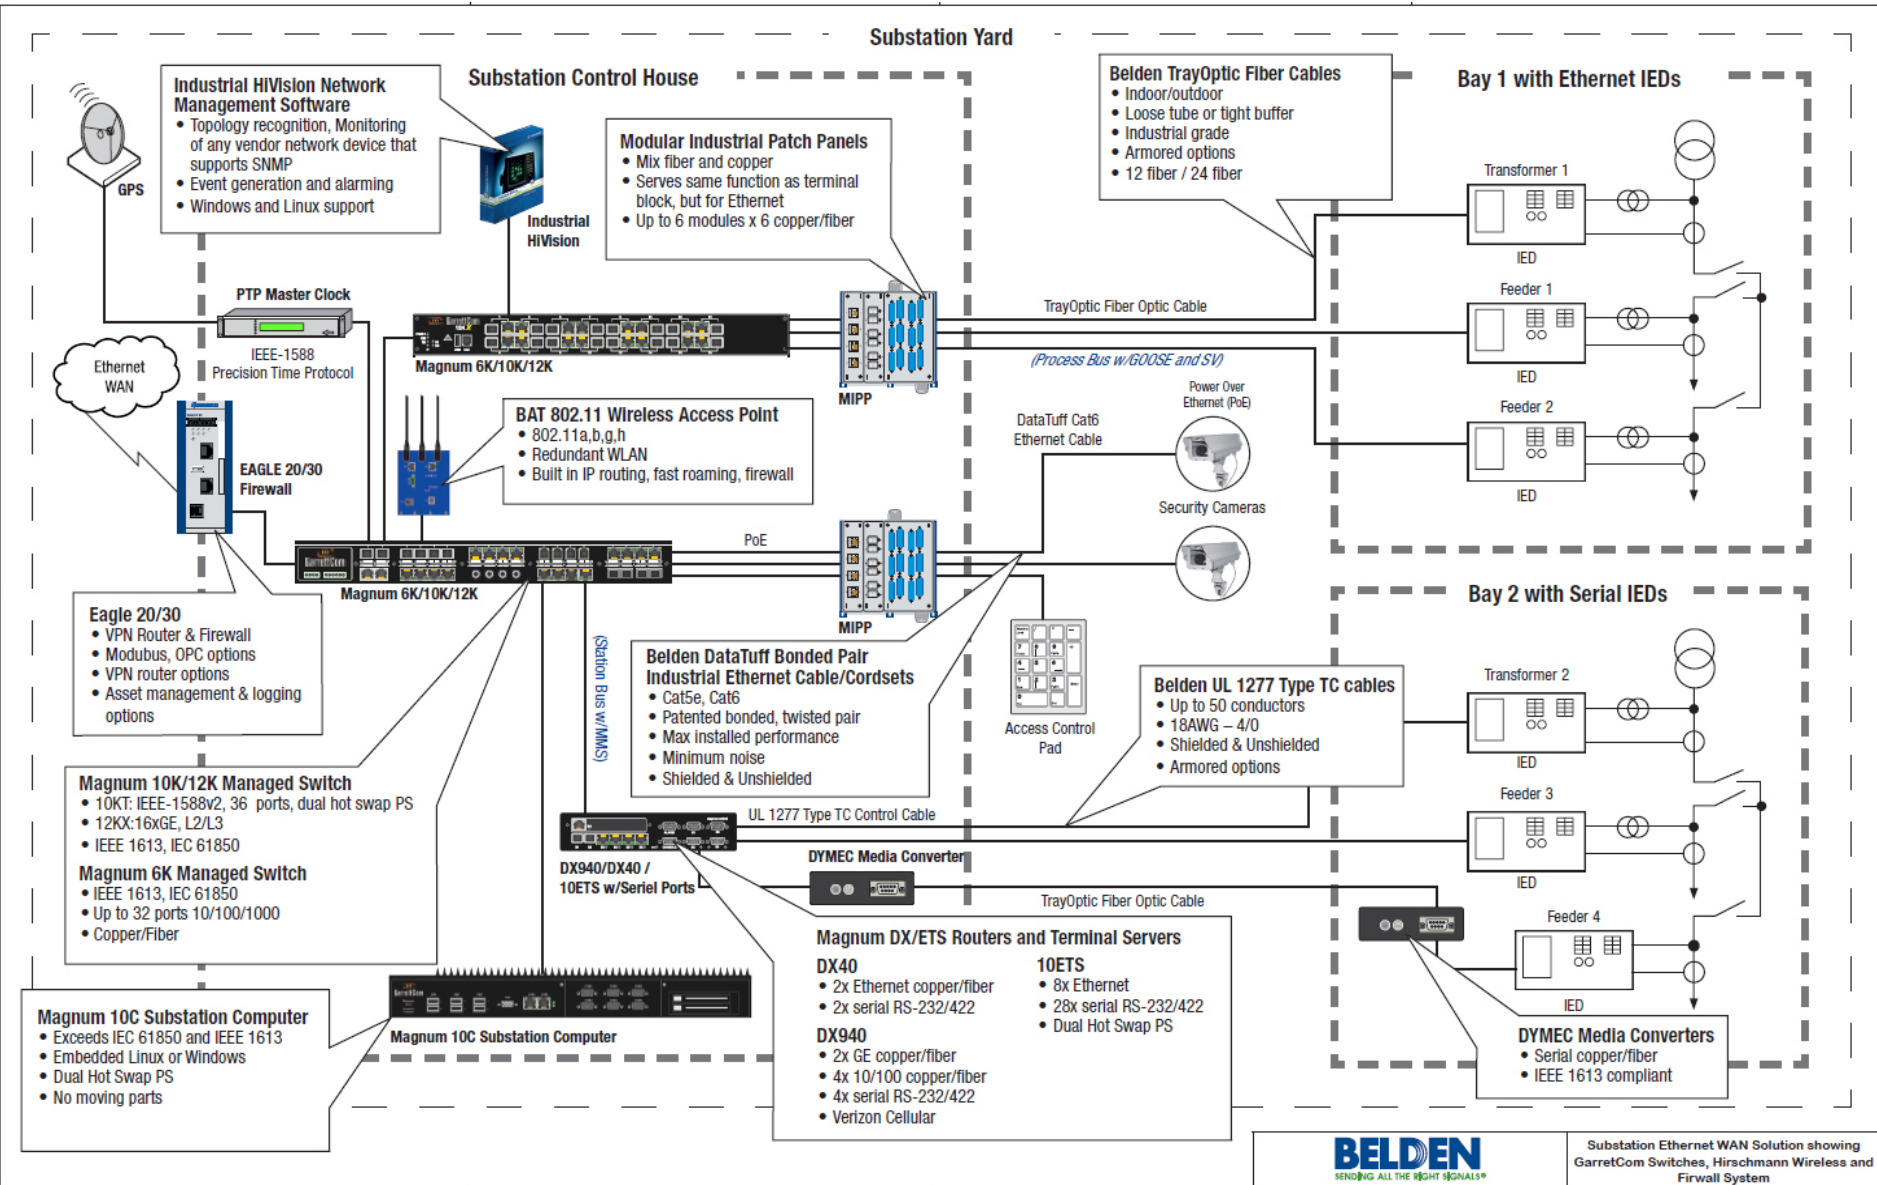 Substation Yard
Industrial HiVIsion Network
Management Software
• Topology recognition, Monitoring
of any vendor network device that
supports SNMP
• Event generation and alarming
• Windows and Linux support
Substation Control House
GPS
Industrial
HiVision
Modular Industrial Patch Panels
• Mix fiber and copper
• Serves same function as terminal
block, but for Ethernet
• Up to 6 modules x 6 copper/fiber
Belden TrayOptic Fiber Cables
• Indoor/outdoor
• Loose tube or tight buffer
• Industrial grade
• Armored options
• 12 fiber / 24 fiber
Bay 1 with Ethernet IEDs
Transformer 1
IED
Feeder 1
IED
Feeder 2
IED
PTP Master Clock
IEEE-1588
Precision Time Protocol
Ethernet
WAN
GarrettCom
Magnum 6K/10K/12K
MIPP
TrayOptic Fiber Optic Cable
(Process Bus w/GOOSE and SV)
Power Over
Ethernet (PoE)
DataTuff Cat6
Ethernet Cable
Security Cameras
EAGLE 20/30
Firewall
BAT 802.11 Wireless Access Point
• 802.11a,b,g,h
• Redundant WLAN
• Built in IP routing, fast roaming, firewall
PoE
GarrettCom
Magnum 6K/10K/12K
MIPP
Eagle 20/30
• VPN Router & Firewall
• Modubus, OPC options
• VPN router options
• Asset management & logging
options
(Station Bus w/MMS)
Belden DataTuff Bonded Pair
Industrial Ethernet Cable/Cordsets
• Cat5e, Cat6
• Patented bonded, twisted pair
• Max installed performance
• Minimum noise
• Shielded & Unshielded
Access Control
Pad
Bay 2 with Serial IEDs
Belden UL 1277 Type TC cables
• Up to 50 conductors
• 18AWG – 4/0
• Shielded & Unshielded
• Armored options
Transformer 2
IED
Feeder 3
IED
Feeder 4
IED
Magnum 10K/12K Managed Switch
• 10KT: IEEE-1588v2, 36 ports, dual hot swap PS
• 12KX:16xGE, L2/L3
• IEEE 1613, IEC 61850
Magnum 6K Managed Switch
• IEEE 1613, IEC 61850
• Up to 32 ports 10/100/1000
• Copper/Fiber
UL 1277 Type TC Control Cable
DX940/DX40 /
10ETS w/Seriel Ports
DYMEC Media Converter
TrayOptic Fiber Optic Cable
Magnum DX/ETS Routers and TermInal Servers
DX40
• 2x Ethernet copper/fiber
• 2x serial RS-232/422
DX940
• 2x GE copper/fiber
• 4x 10/100 copper/fiber
• 4x serial RS-232/422
• Verizon Cellular
10ETS
• 8x Ethernet
• 28x serial RS-232/422
• Dual Hot Swap PS
GarrettCom
Magnum 10C Substation Computer
Magnum 10C Substation Computer
• Exceeds IEC 61850 and IEEE 1613
• Embedded Linux or Windows
• Dual Hot Swap PS
• No moving parts
DYMEC Media Converters
• Serial copper/fiber
• IEEE 1613 compliant
BELDEN
SENDING ALL THE RIGHT SIGNALS®
Substation Ethernet WAN Solution showing
GarretCom Switches, Hirschmann Wireless and
Firwall System